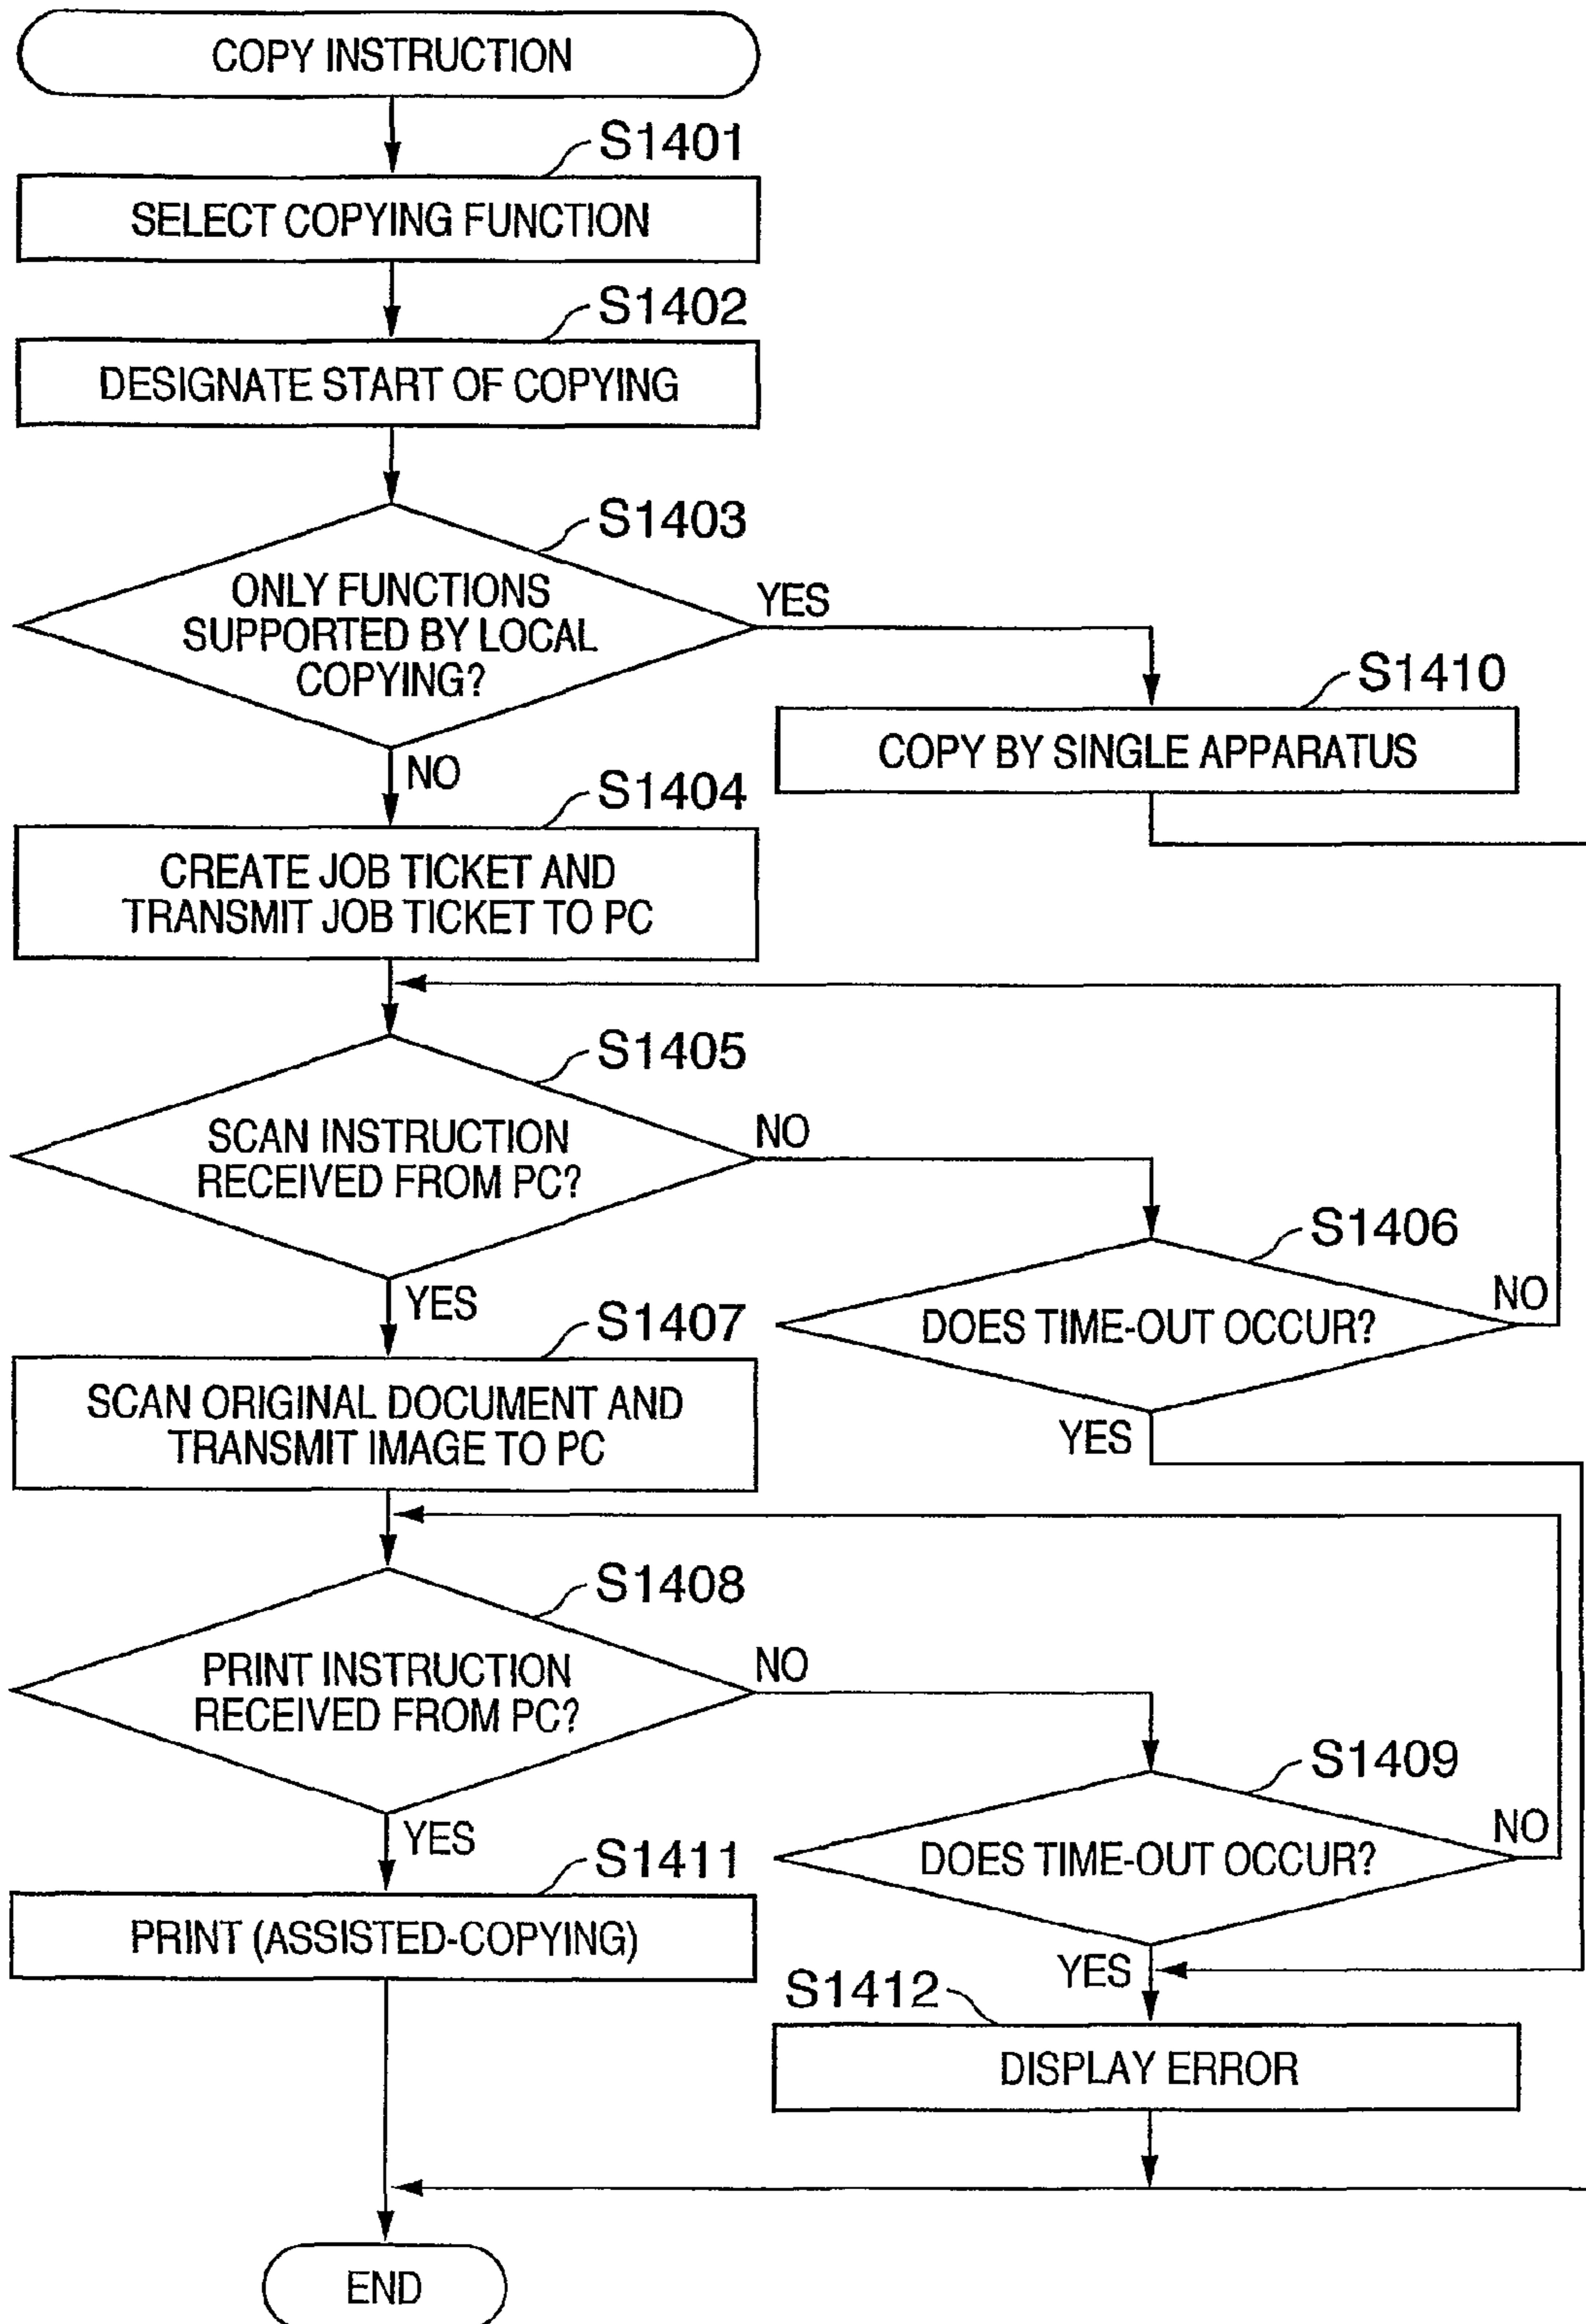 COPY INSTRUCTION
S1401
SELECT COPYING FUNCTION
S1402
DESIGNATE START OF COPYING
S1403
ONLY FUNCTIONS
SUPPORTED BY LOCAL
COPYING?
YES
NO
S1410
COPY BY SINGLE APPARATUS
S1404
CREATE JOB TICKET AND
TRANSMIT JOB TICKET TO PC
S1405
SCAN INSTRUCTION
RECEIVED FROM PC?
NO
YES
S1406
DOES TIME-OUT OCCUR?
NO
YES
S1407
SCAN ORIGINAL DOCUMENT AND
TRANSMIT IMAGE TO PC
S1408
PRINT INSTRUCTION
RECEIVED FROM PC?
NO
YES
S1409
DOES TIME-OUT OCCUR?
NO
YES
S1411
PRINT (ASSISTED-COPYING)
S1412
DISPLAY ERROR
END